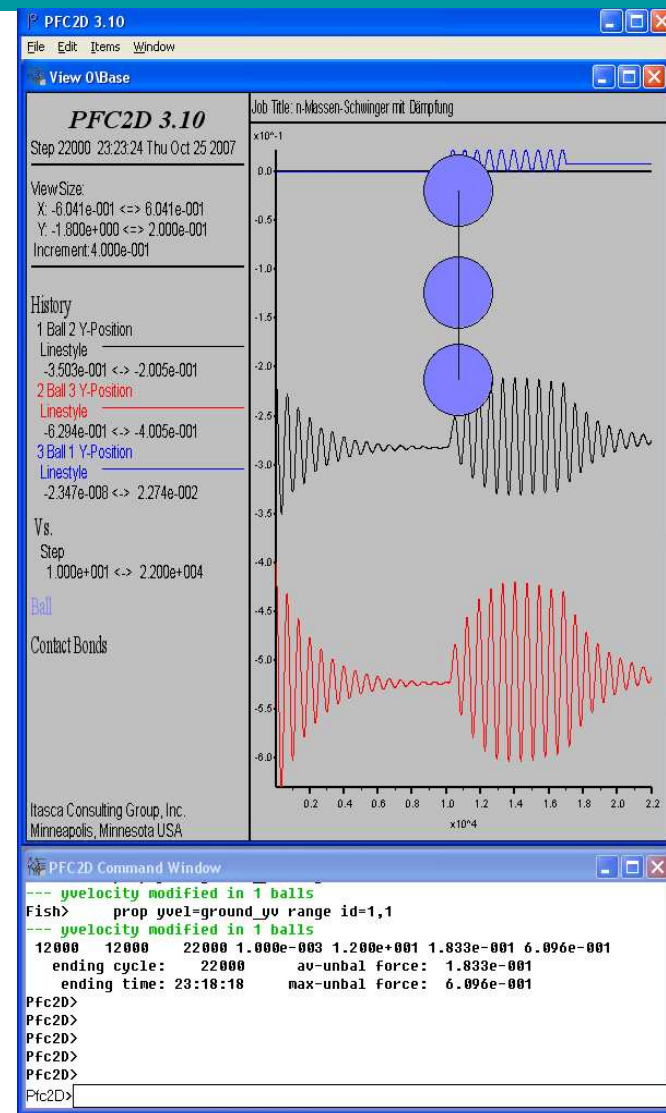 PFC2D 3.10
File Edit Items Window
View 0\Base
PFC2D 3.10
Step 22000 23:23:24 Thu Oct 25 2007
View Size:
X: -6.041e-001 <=> 6.041e-001
Y: -1.800e+000 <=> 2.000e-001
Increment:4.000e-001
History
1 Ball 2 Y-Position
Linestyle
-3.503e-001 <-> -2.005e-001
2 Ball 3 Y-Position
Linestyle
-6.294e-001 <-> -4.005e-001
3 Ball 1 Y-Position
Linestyle
-2.347e-008 <-> 2.274e-002
Vs.
Step
1.000e+001 <-> 2.200e+004
Ball
Contact Bonds
Itasca Consulting Group, Inc.
Minneapolis, Minnesota USA
Job Title: n-Massen-Schwinger mit Dämpfung
x10^-1
0.0
-0.5
-1.0
-1.5
-2.0
-2.5
-3.0
-3.5
-4.0
-4.5
-5.0
-5.5
-6.0
0.2 0.4 0.6 0.8 1.0 1.2 1.4 1.6 1.8 2.0 2.2
x10^4
PFC2D Command Window
--- yvelocity modified in 1 balls
Fish> prop yvel=ground_yv range id=1,1
--- yvelocity modified in 1 balls
12000 12000 22000 1.000e-003 1.200e+001 1.833e-001 6.096e-001
ending cycle: 22000 av-unbal force: 1.833e-001
ending time: 23:18:18 max-unbal force: 6.096e-001
Pfc2D>
Pfc2D>
Pfc2D>
Pfc2D>
Pfc2D>
Pfc2D>